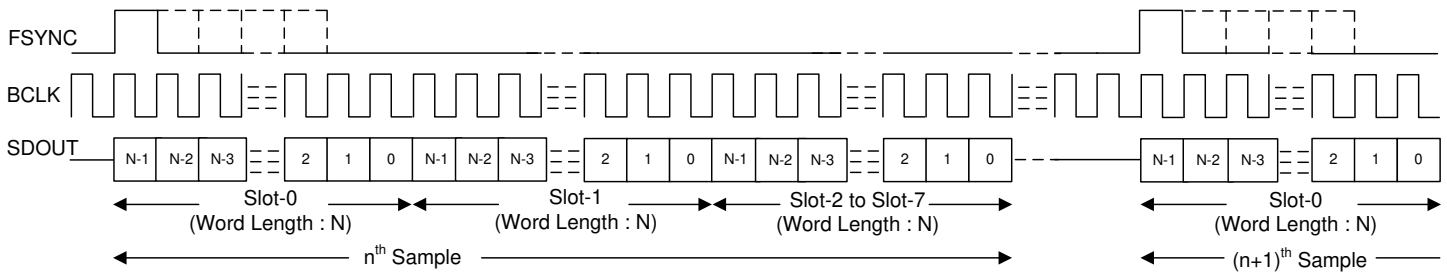 FSYNC
BCLK
SDOUT
N-1 N-2 N-3 2 1 0 N-1 N-2 N-3 2 1 0 N-1 N-2 N-3 2 1 0 N-1 N-2 N-3 2 1 0
Slot-0 Slot-1 Slot-2 to Slot-7 Slot-0
(Word Length : N) (Word Length : N) (Word Length : N) (Word Length : N)
nth Sample (n+1)th Sample